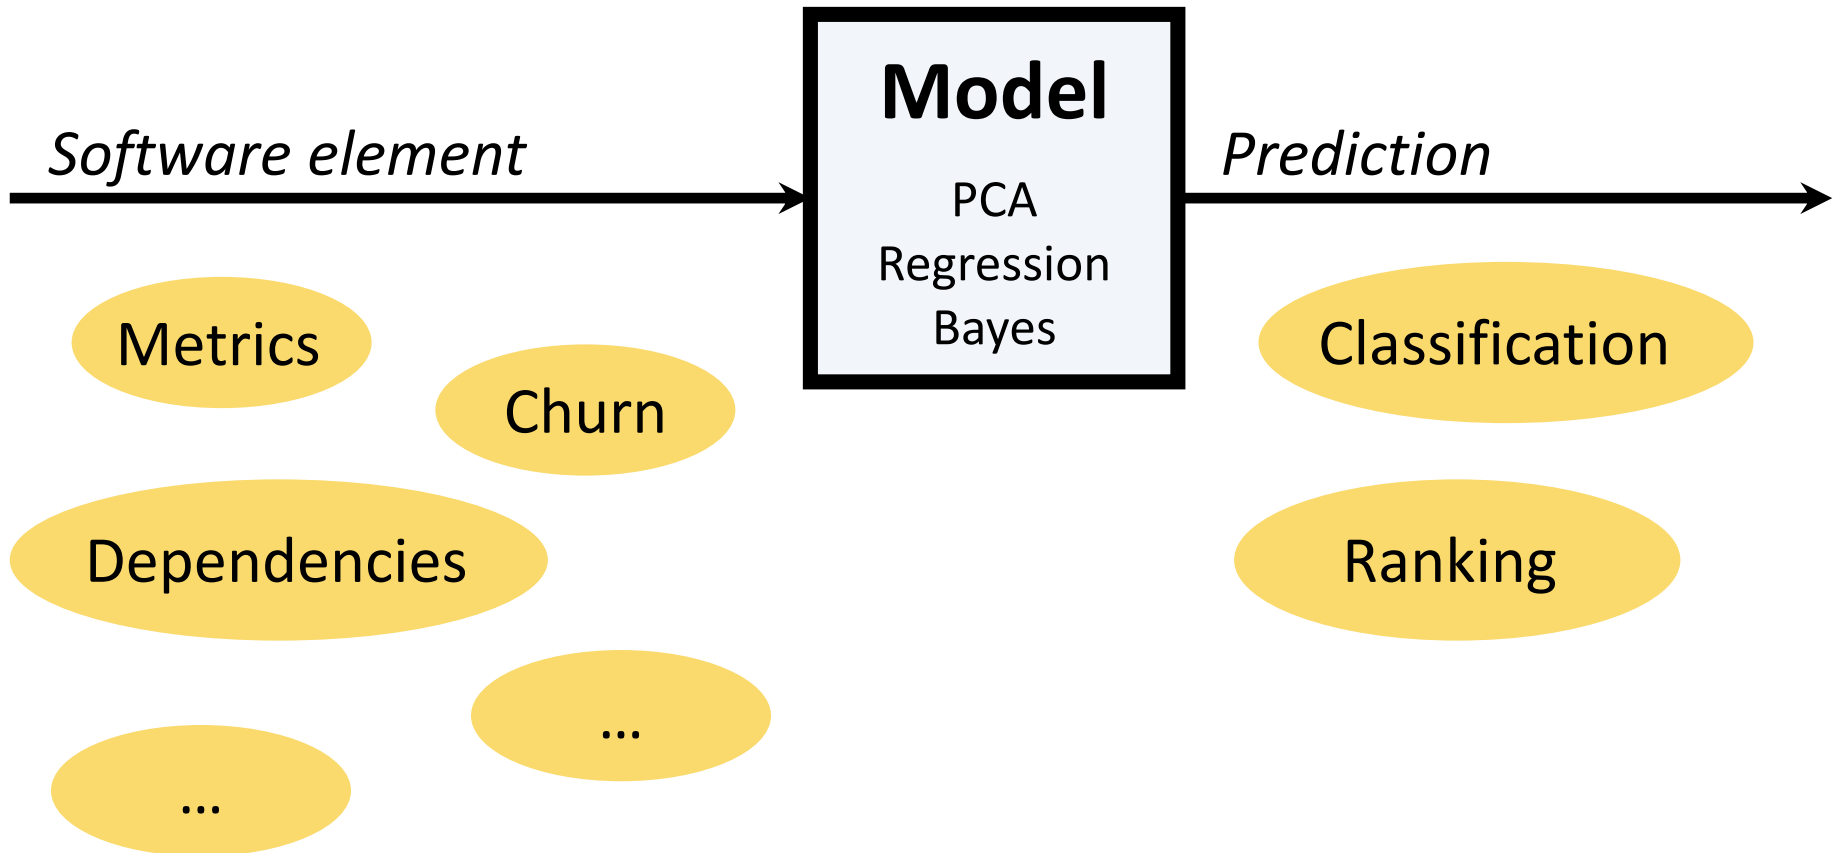 Software element
Metrics
Churn
Dependencies
…
…
Model
PCA
Regression
Bayes
Prediction
Classification
Ranking